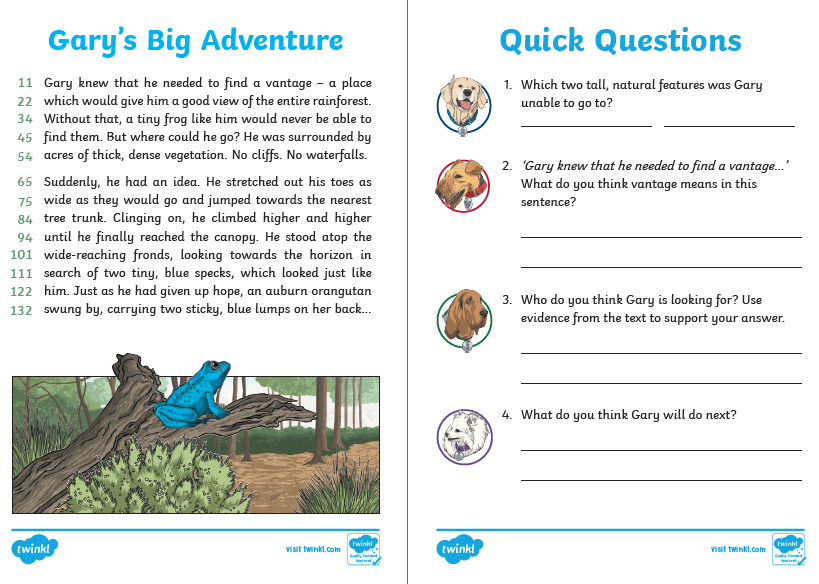 Gary's Big Adventure
11 Gary knew that he needed to find a vantage – a place
22 which would give him a good view of the entire rainforest.
34 Without that, a tiny frog like him would never be able to
45 find them. But where could he go? He was surrounded by
54 acres of thick, dense vegetation. No cliffs. No waterfalls.
65 Suddenly, he had an idea. He stretched out his toes as
75 wide as they would go and jumped towards the nearest
84 tree trunk. Clinging on, he climbed higher and higher
94 until he finally reached the canopy. He stood atop the
101 wide-reaching fronds, looking towards the horizon in
111 search of two tiny, blue specks, which looked just like
122 him. Just as he had given up hope, an auburn orangutan
132 swung by, carrying two sticky, blue lumps on her back...
twinkl
visit twinkl.com
twinkl
Quality Standard
Approved
Quick Questions
1. Which two tall, natural features was Gary
unable to go to?
2. 'Gary knew that he needed to find a vantage...'
What do you think vantage means in this
sentence?
3. Who do you think Gary is looking for? Use
evidence from the text to support your answer.
4. What do you think Gary will do next?
twinkl
visit twinkl.com
twinkl
Quality Standard
Approved